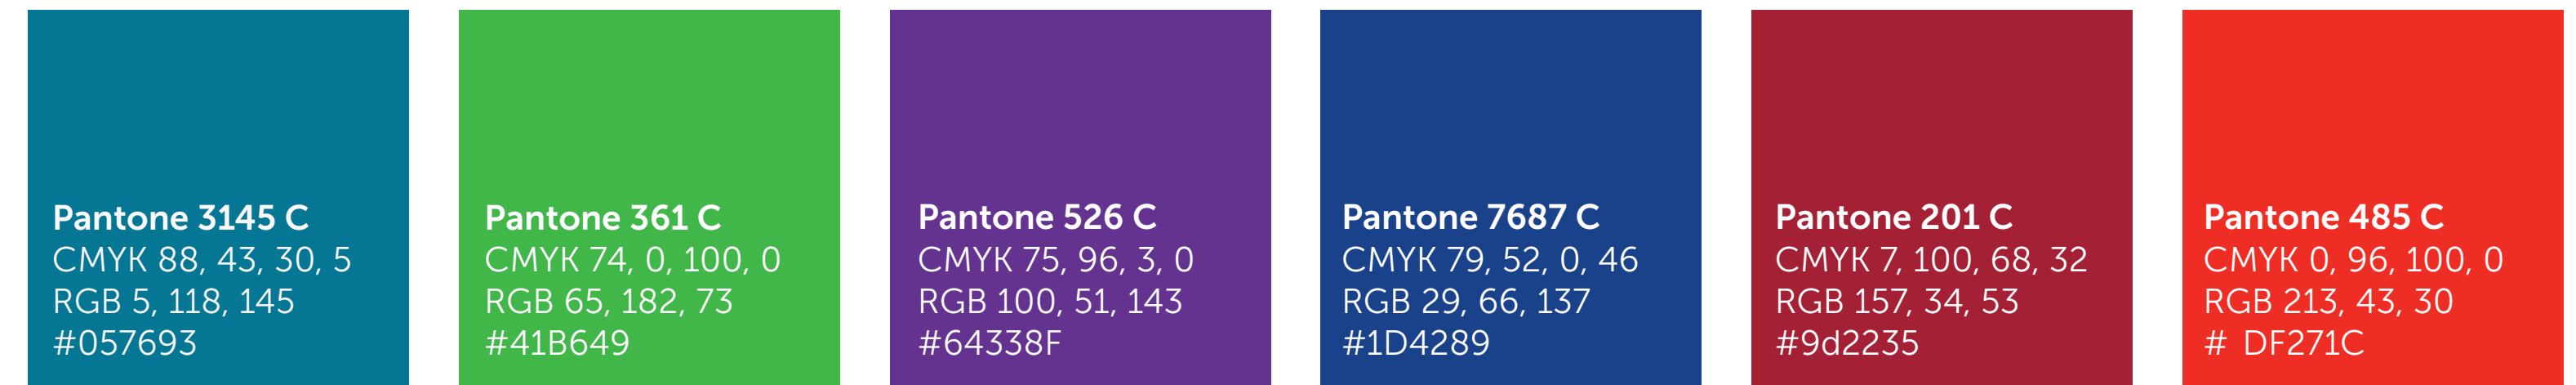 Pantone 3145 C
CMYK 88, 43, 30, 5
RGB 5, 118, 145
#057693
Pantone 361 C
CMYK 74, 0, 100, 0
RGB 65, 182, 73
#41B649
Pantone 526 C
CMYK 75, 96, 3, 0
RGB 100, 51, 143
#64338F
Pantone 7687 C
CMYK 79, 52, 0, 46
RGB 29, 66, 137
#1D4289
Pantone 201 C
CMYK 7, 100, 68, 32
RGB 157, 34, 53
#9d2235
Pantone 485 C
CMYK 0, 96, 100, 0
RGB 213, 43, 30
# DF271C